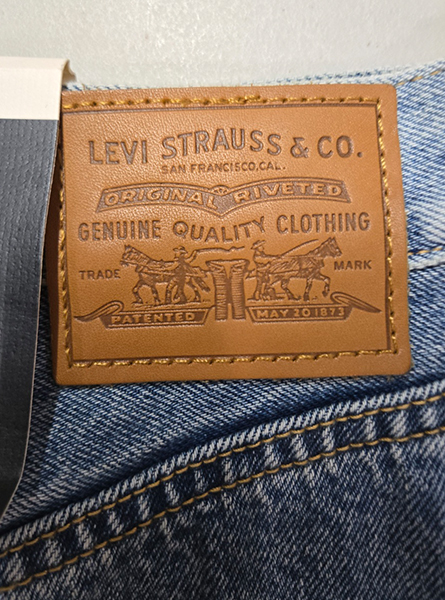 LEVI STRAUSS & CO.
SAN FRANCISCO,CAL.
ORIGINAL RIVETED
GENUINE QUALITY CLOTHING
TRADE MARK
PATENTED MAY 20 1873